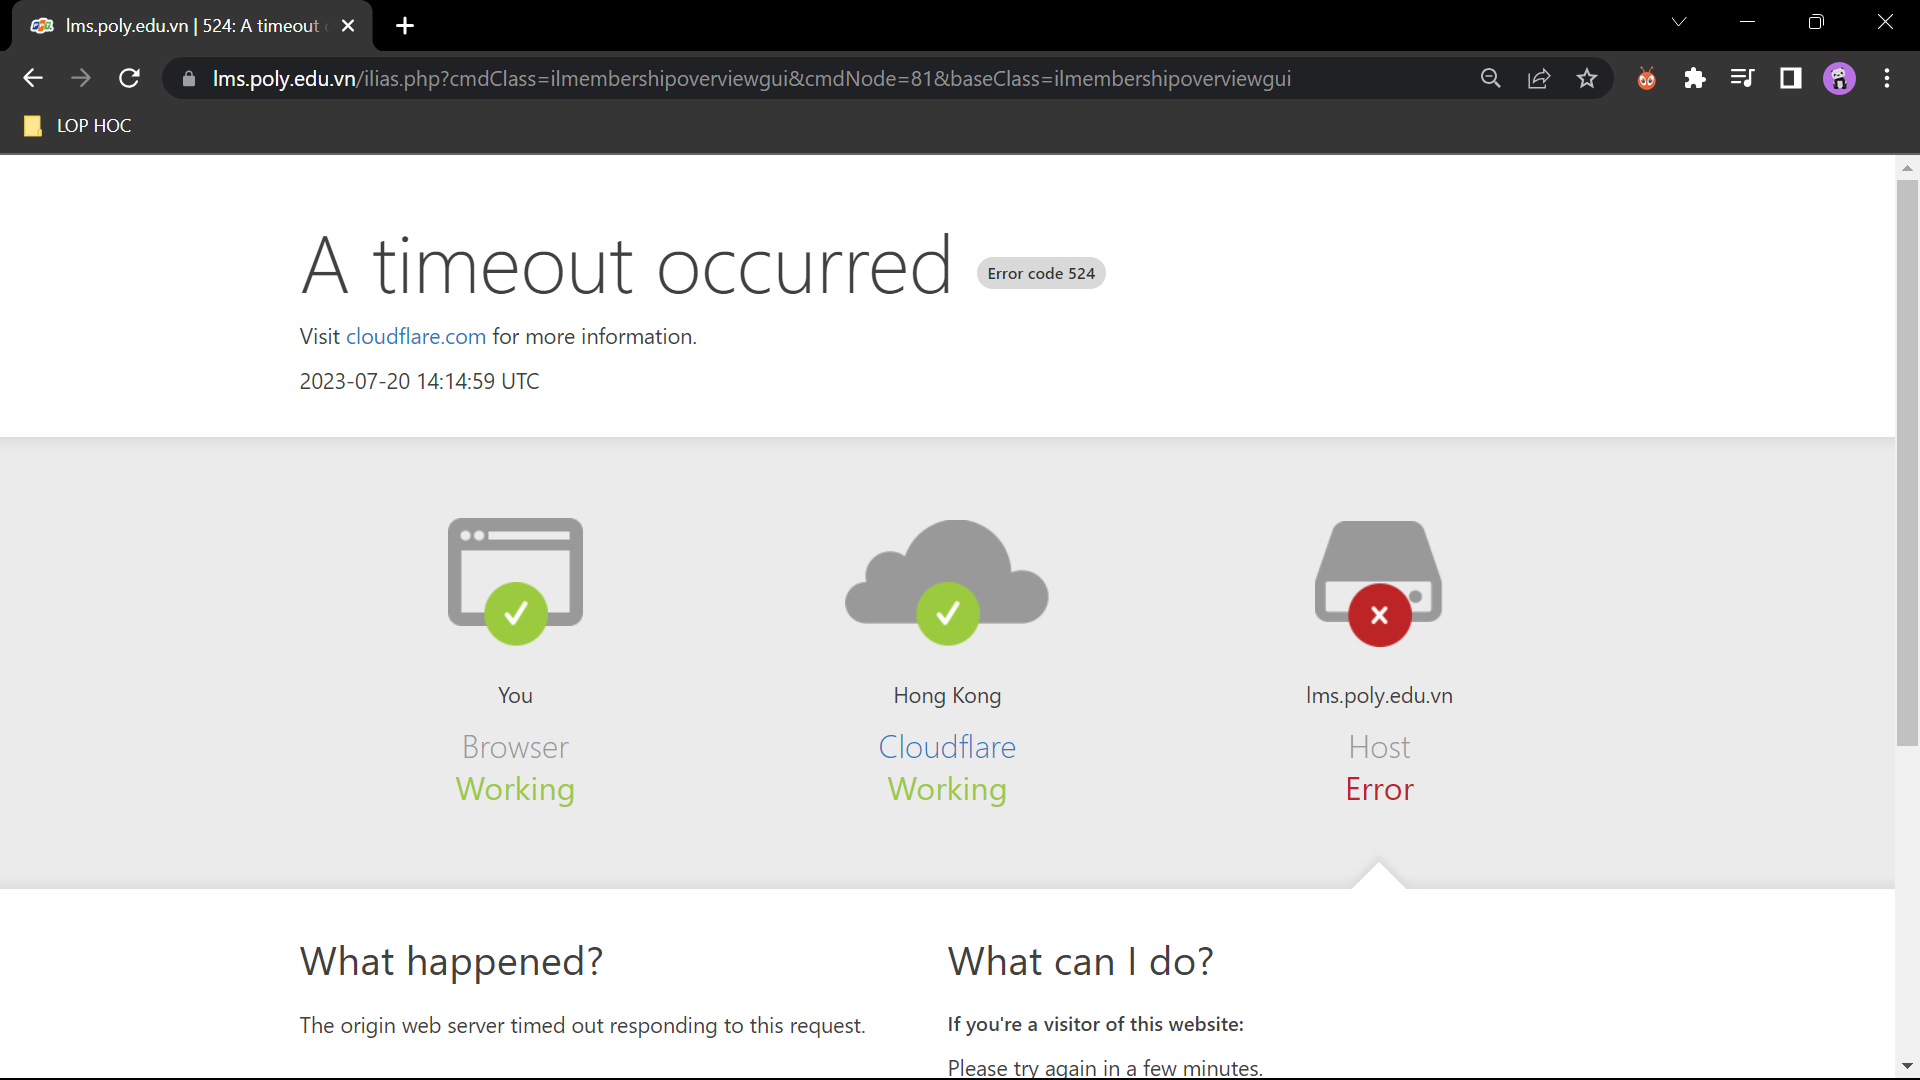 lms.poly.edu.vn | 524: A timeout
lms.poly.edu.vn/ilias.php?cmdClass=ilmembershipoverviewgui&cmdNode=81&baseClass=ilmembershipoverviewgui
LOP HOC
A timeout occurred Error code 524
Visit cloudflare.com for more information.
2023-07-20 14:14:59 UTC
You
Browser
Working
Hong Kong
Cloudflare
Working
lms.poly.edu.vn
Host
Error
What happened?
The origin web server timed out responding to this request.
What can I do?
If you're a visitor of this website:
Please try again in a few minutes.